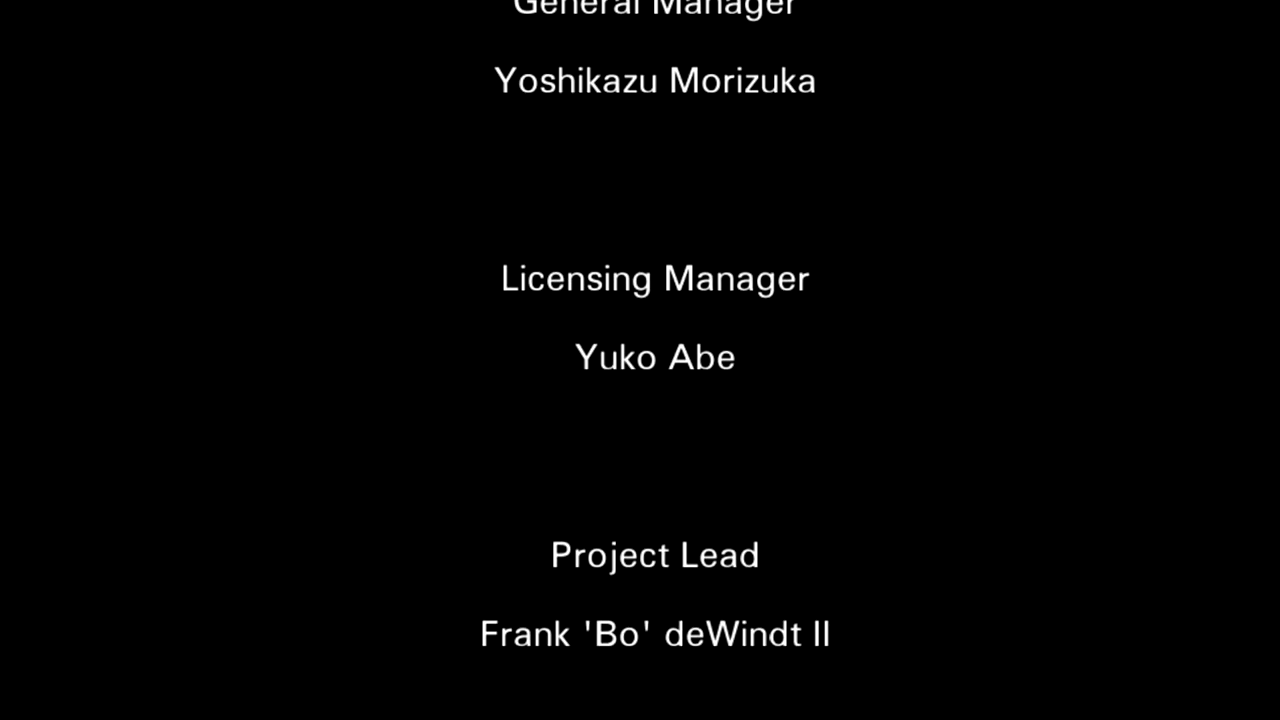 General Manager
Yoshikazu Morizuka
Licensing Manager
Yuko Abe
Project Lead
Frank 'Bo' deWindt II